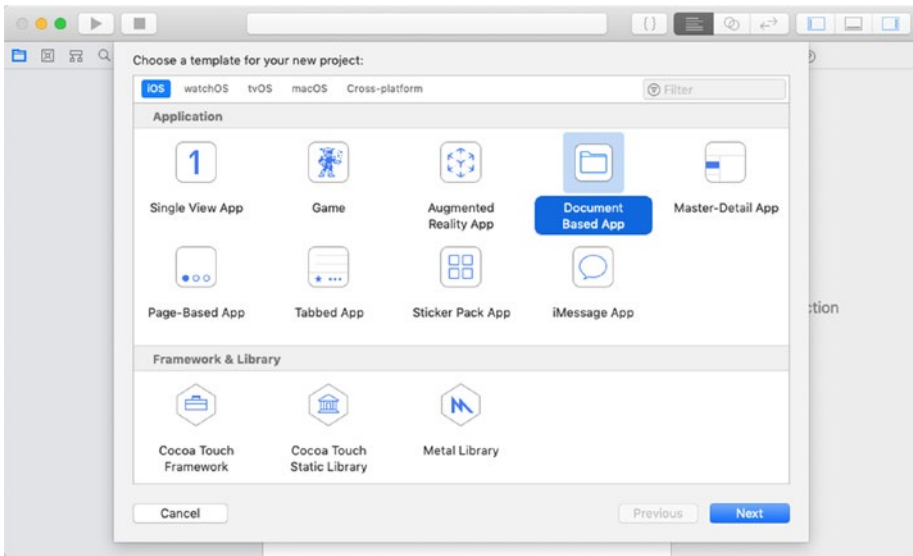 { }
Choose a template for your new project:
iOS watchOS tvOS macOS Cross-platform Filter
Application
1
Single View App Game Augmented Document Master-Detail App
Reality App Based App
Page-Based App Tabbed App Sticker Pack App iMessage App
ction
Framework & Library
Cocoa Touch Cocoa Touch Metal Library
Framework Static Library
Cancel Previous Next